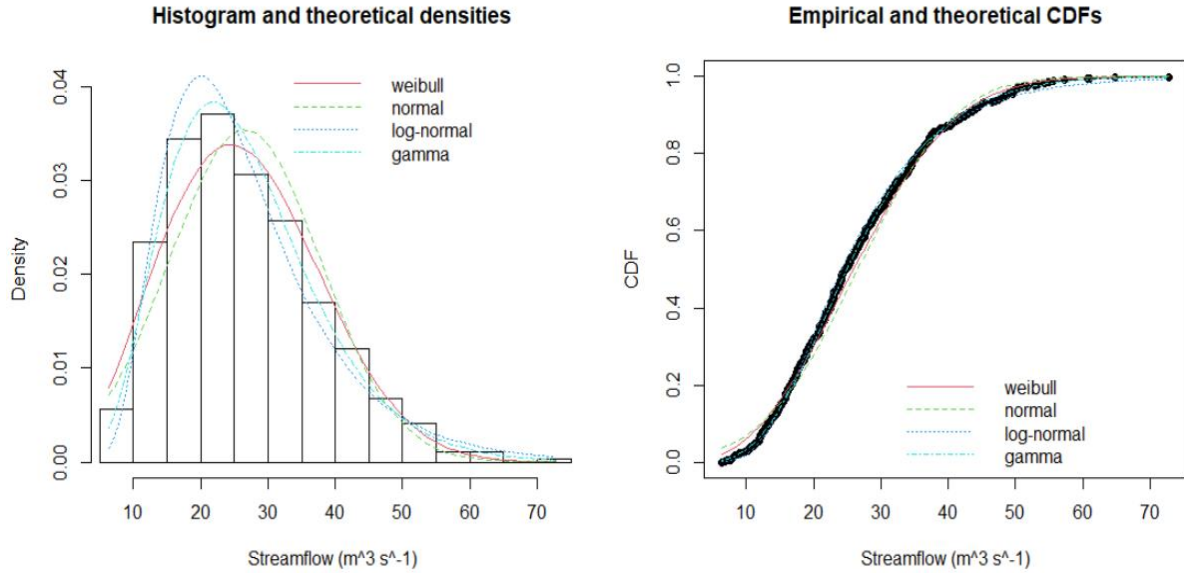 Histogram and theoretical densities
weibull
normal
log-normal
gamma
Density
0.00
0.01
0.02
0.03
0.04
10 20 30 40 50 60 70
Streamflow (m^3 s^-1)
Empirical and theoretical CDFs
CDF
0.0
0.2
0.4
0.6
0.8
1.0
weibull
normal
log-normal
gamma
10 20 30 40 50 60 70
Streamflow (m^3 s^-1)